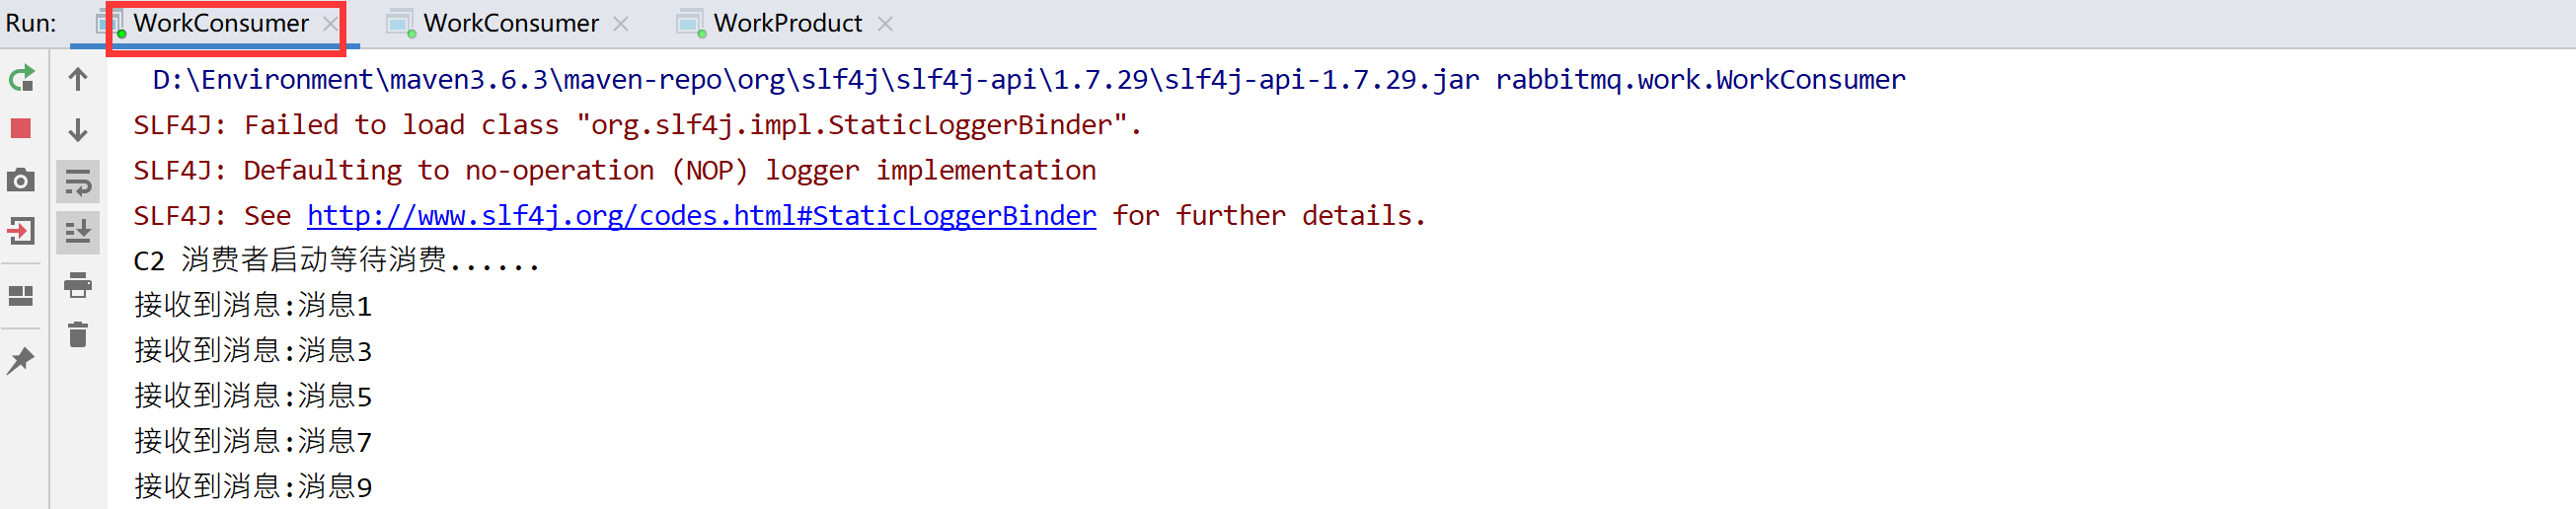 Run: WorkConsumer WorkConsumer WorkProduct
D:\Environment\maven3.6.3\maven-repo\org\slf4j\slf4j-api\1.7.29\slf4j-api-1.7.29.jar rabbitmq.work.WorkConsumer
SLF4J: Failed to load class "org.slf4j.impl.StaticLoggerBinder".
SLF4J: Defaulting to no-operation (NOP) logger implementation
SLF4J: See http://www.slf4j.org/codes.html#StaticLoggerBinder for further details.
C2 消费者启动等待消费......
接收到消息:消息1
接收到消息:消息3
接收到消息:消息5
接收到消息:消息7
接收到消息:消息9